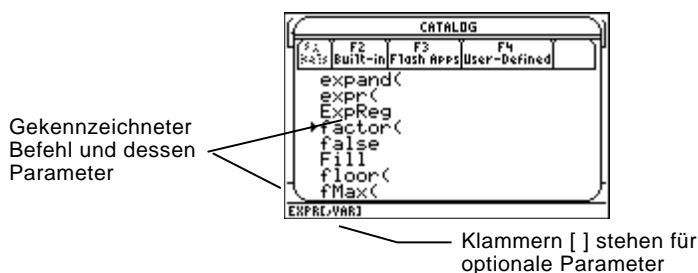 CATALOG
F2 F3 F4
Built-in Flash Apps User-Defined
expand(
expr(
ExpReg
factor(
false
Fill
floor(
fMax(
EXPR[,VAR]
Gekennzeichneter
Befehl und dessen
Parameter
Klammern [ ] stehen für
optionale Parameter